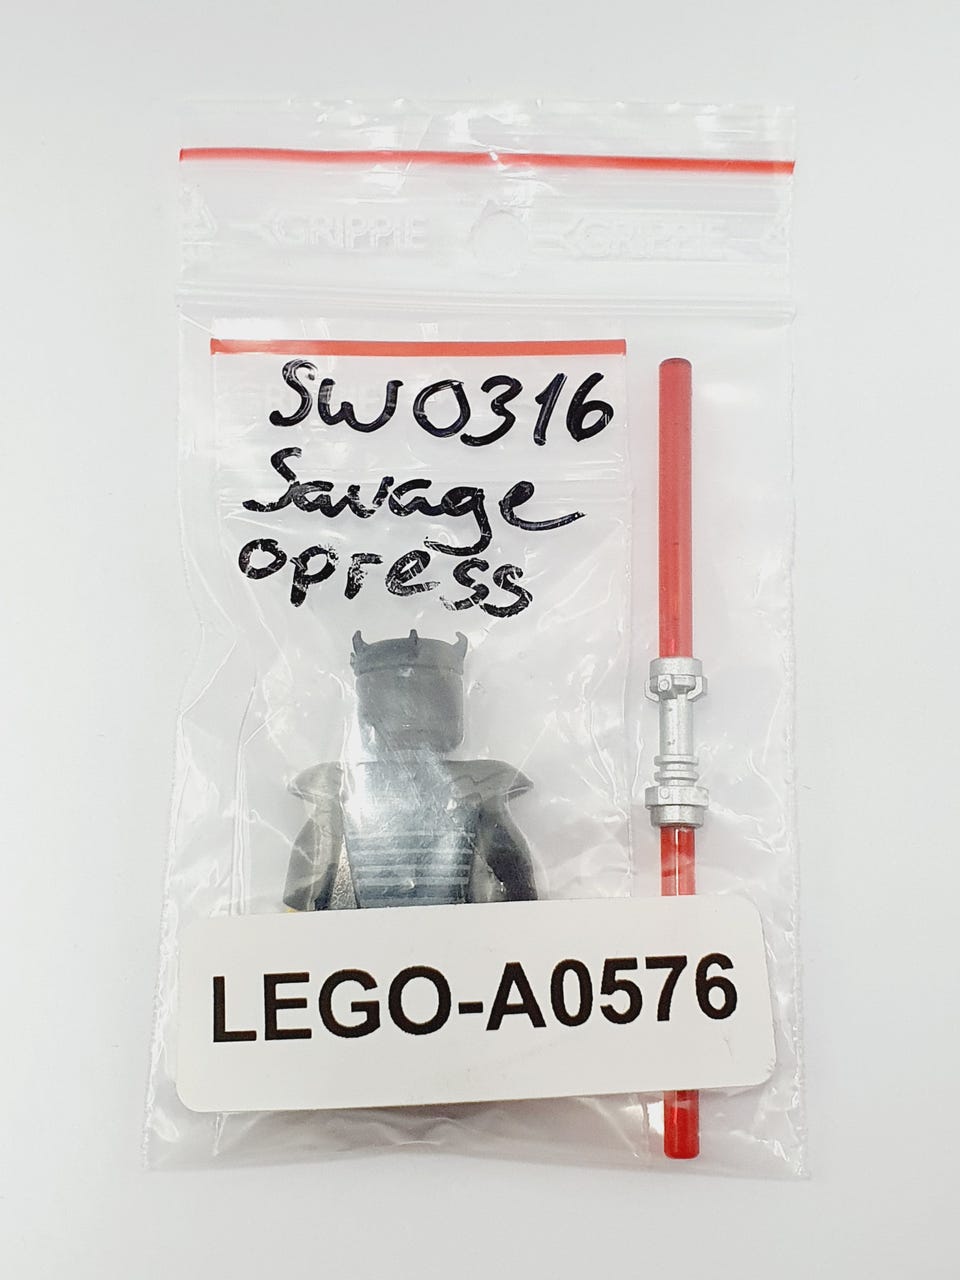 GRIPPIE GRIPPIE
SW0316
Savage
opress
LEGO-A0576